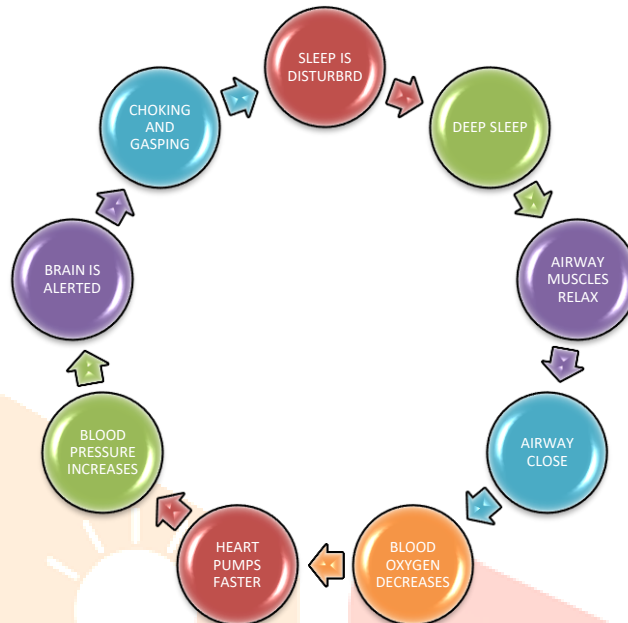 SLEEP IS
DISTURBRD
DEEP SLEEP
AIRWAY
MUSCLES
RELAX
AIRWAY
CLOSE
BLOOD
OXYGEN
DECREASES
HEART
PUMPS
FASTER
BLOOD
PRESSURE
INCREASES
BRAIN IS
ALERTED
CHOKING
AND
GASPING